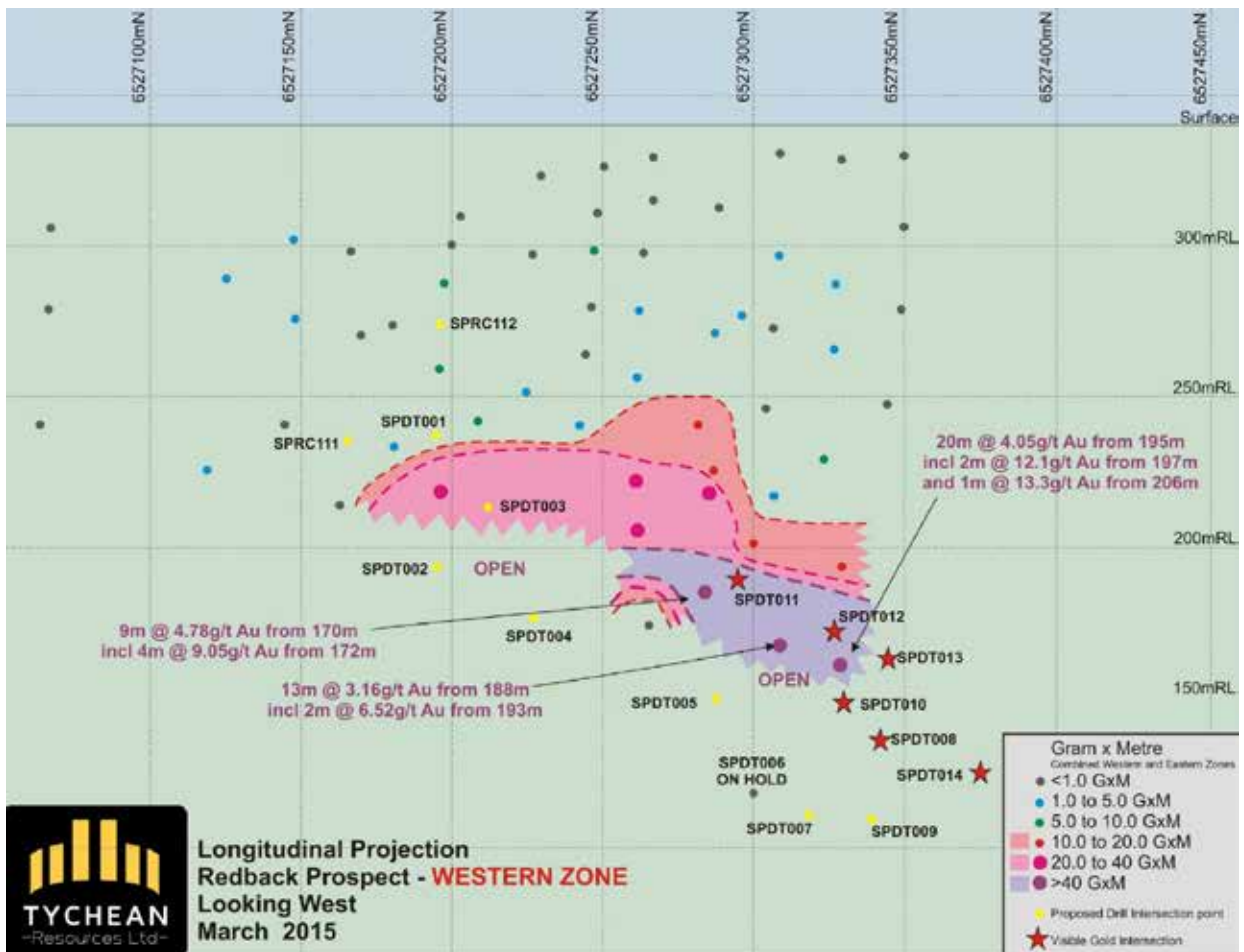 6527100mN
6527150mN
6527200mN
6527250mN
6527300mN
6527350mN
6527400mN
6527450mN
Surface
300mRL
SPRC112
250mRL
SPDT001
SPRC111
20m @ 4.05g/t Au from 195m
incl 2m @ 12.1g/t Au from 197m
and 1m @ 13.3g/t Au from 206m
SPDT003
200mRL
SPDT002
OPEN
SPDT011
SPDT012
SPDT004
9m @ 4.78g/t Au from 170m
incl 4m @ 9.05g/t Au from 172m
SPDT013
OPEN
13m @ 3.16g/t Au from 188m
incl 2m @ 6.52g/t Au from 193m
150mRL
SPDT005
SPDT010
SPDT008
SPDT006
ON HOLD
SPDT014
SPDT007
SPDT009
Gram x Metre
Combined Western and Eastern Zones
<1.0 GxM
1.0 to 5.0 GxM
5.0 to 10.0 GxM
10.0 to 20.0 GxM
20.0 to 40 GxM
>40 GxM
Proposed Drill Intersection point
Visible Gold Intersection
TYCHEAN
-Resources Ltd-
Longitudinal Projection
Redback Prospect - WESTERN ZONE
Looking West
March 2015